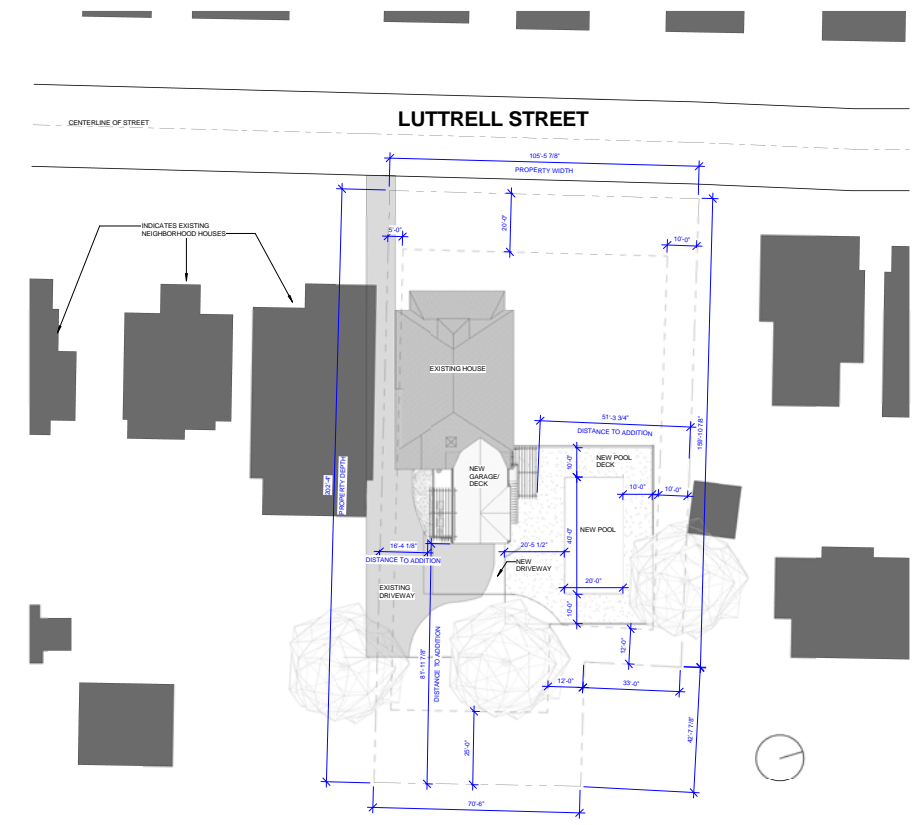 LUTTRELL STREET
CENTERLINE OF STREET
105'-5 7/8"
PROPERTY WIDTH
INDICATES EXISTING
NEIGHBORHOOD HOUSES
5'-0"
20'-0"
10'-0"
EXISTING HOUSE
51'-3 3/4"
DISTANCE TO ADDITION
159'-10 7/8"
202'-4"
PROPERTY DEPTH
NEW
GARAGE/
DECK
10'-0"
NEW POOL
DECK
10'-0"
10'-0"
40'-0"
NEW POOL
16'-4 1/8"
DISTANCE TO ADDITION
20'-5 1/2"
NEW
DRIVEWAY
EXISTING
DRIVEWAY
20'-0"
10'-0"
12'-0"
81'-11 7/8"
DISTANCE TO ADDITION
12'-0"
33'-0"
25'-0"
42'-7 7/8"
70'-6"